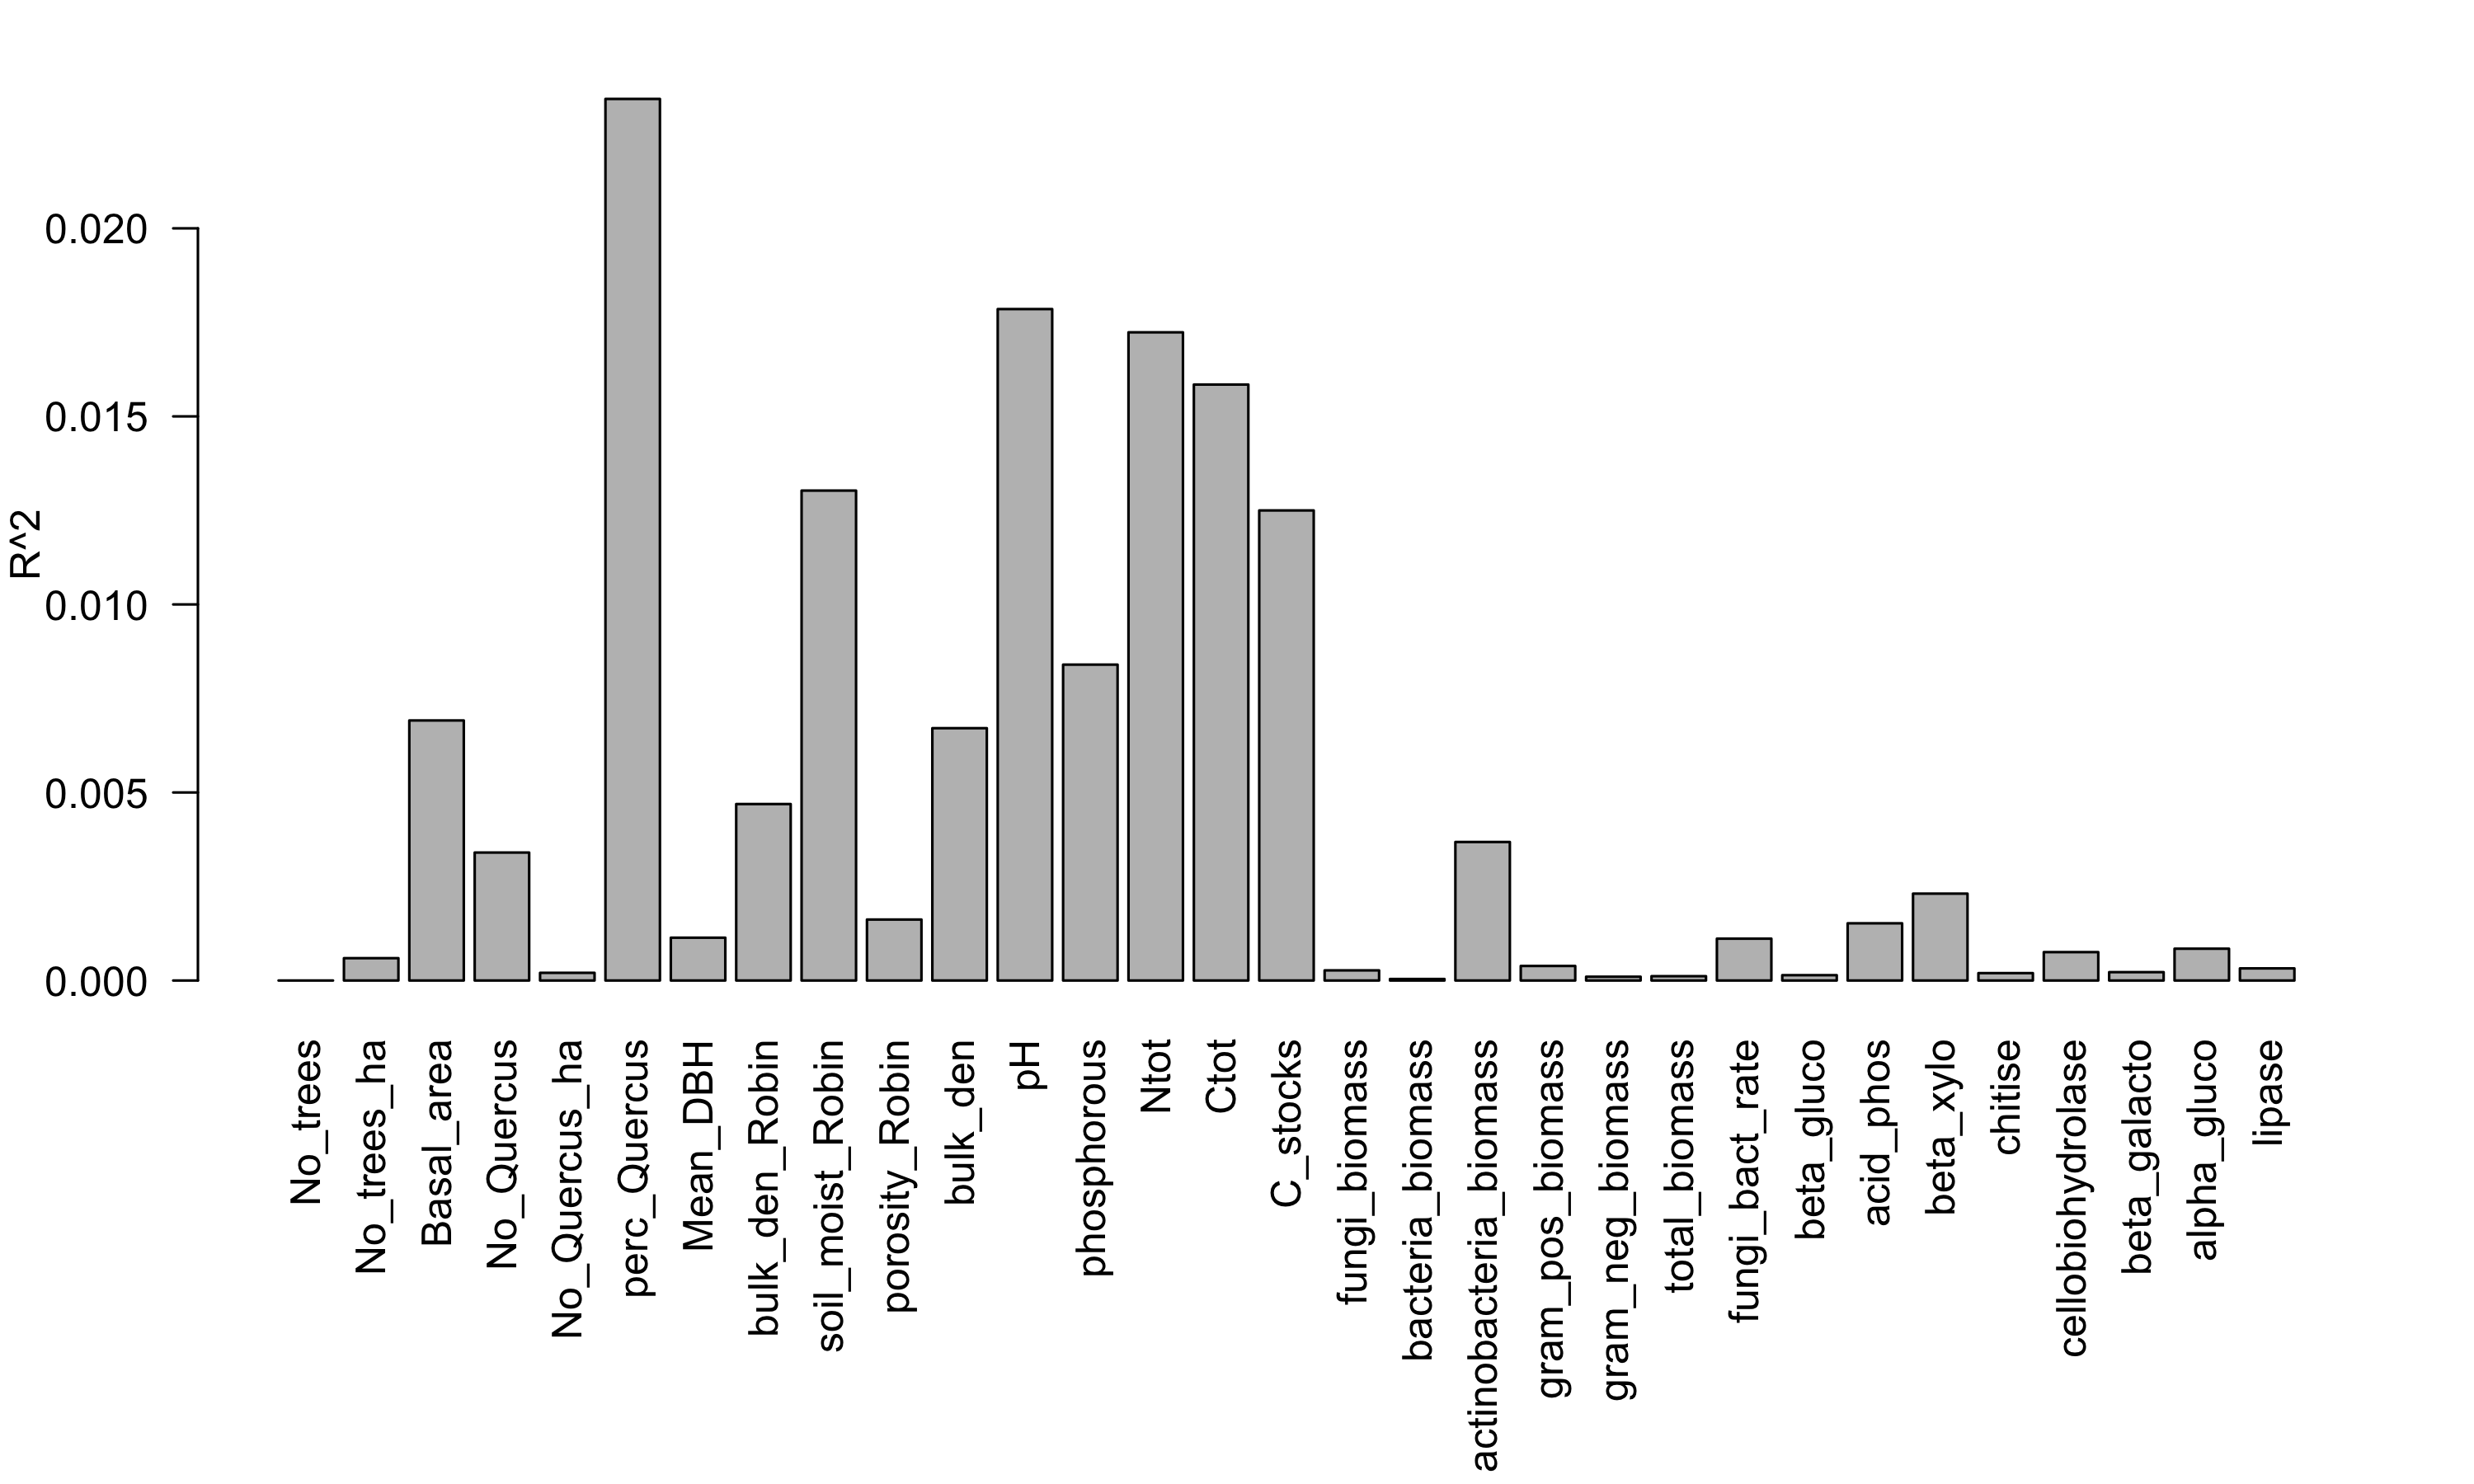 R^2
0.020
0.015
0.010
0.005
0.000
No_trees
No_trees_ha
Basal_area
No_Quercus
No_Quercus_ha
perc_Quercus
Mean_DBH
bulk_den_Robin
soil_moist_Robin
porosity_Robin
bulk_den
pH
phosphorous
Ntot
Ctot
C_stocks
fungi_biomass
bacteria_biomass
actinobacteria_biomass
gram_pos_biomass
gram_neg_biomass
total_biomass
fungi_bact_rate
beta_gluco
acid_phos
beta_xylo
chitise
cellobiohydrolase
beta_galacto
alpha_gluco
lipase